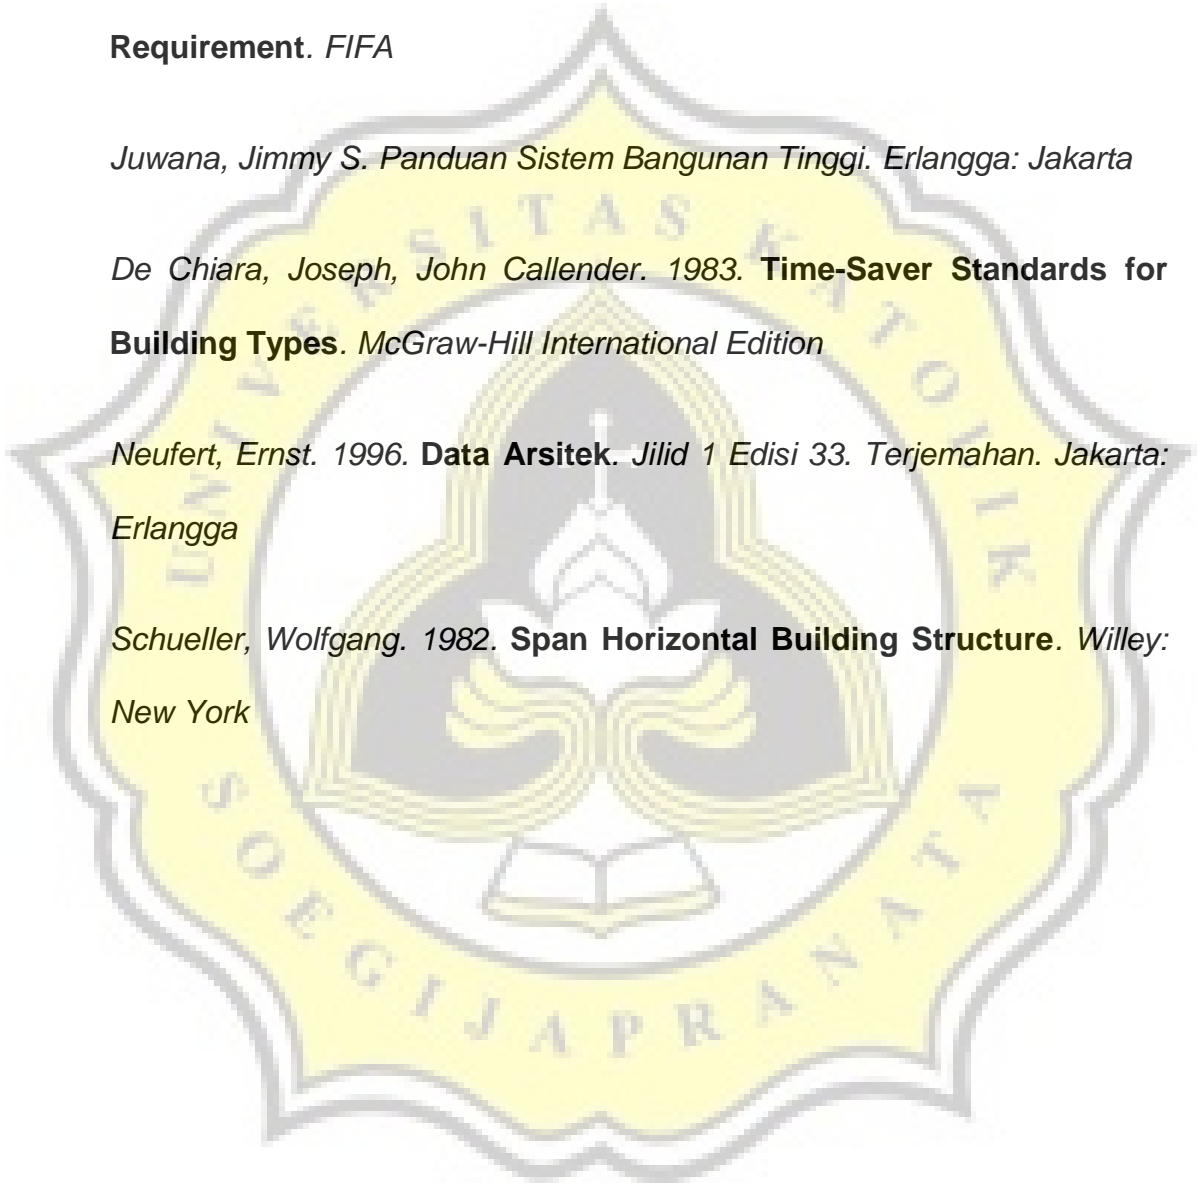 Requirement. FIFA
Juwana, Jimmy S. Panduan Sistem Bangunan Tinggi. Erlangga: Jakarta
De Chiara, Joseph, John Callender. 1983. Time-Saver Standards for
Building Types. McGraw-Hill International Edition
Neufert, Ernst. 1996. Data Arsitek. Jilid 1 Edisi 33. Terjemahan. Jakarta:
Erlangga
Schueller, Wolfgang. 1982. Span Horizontal Building Structure. Willey:
New York
UNIVERSITAS KATOLIK
SOEGIJAPRANATA